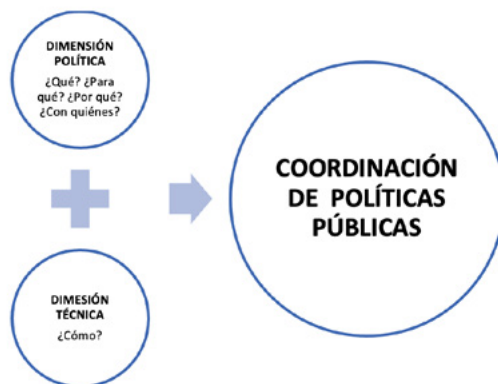 DIMENSIÓN
POLÍTICA
¿Qué? ¿Para
qué? ¿Por qué?
¿Con quiénes?
DIMESIÓN
TÉCNICA
¿Cómo?
COORDINACIÓN
DE POLÍTICAS
PÚBLICAS